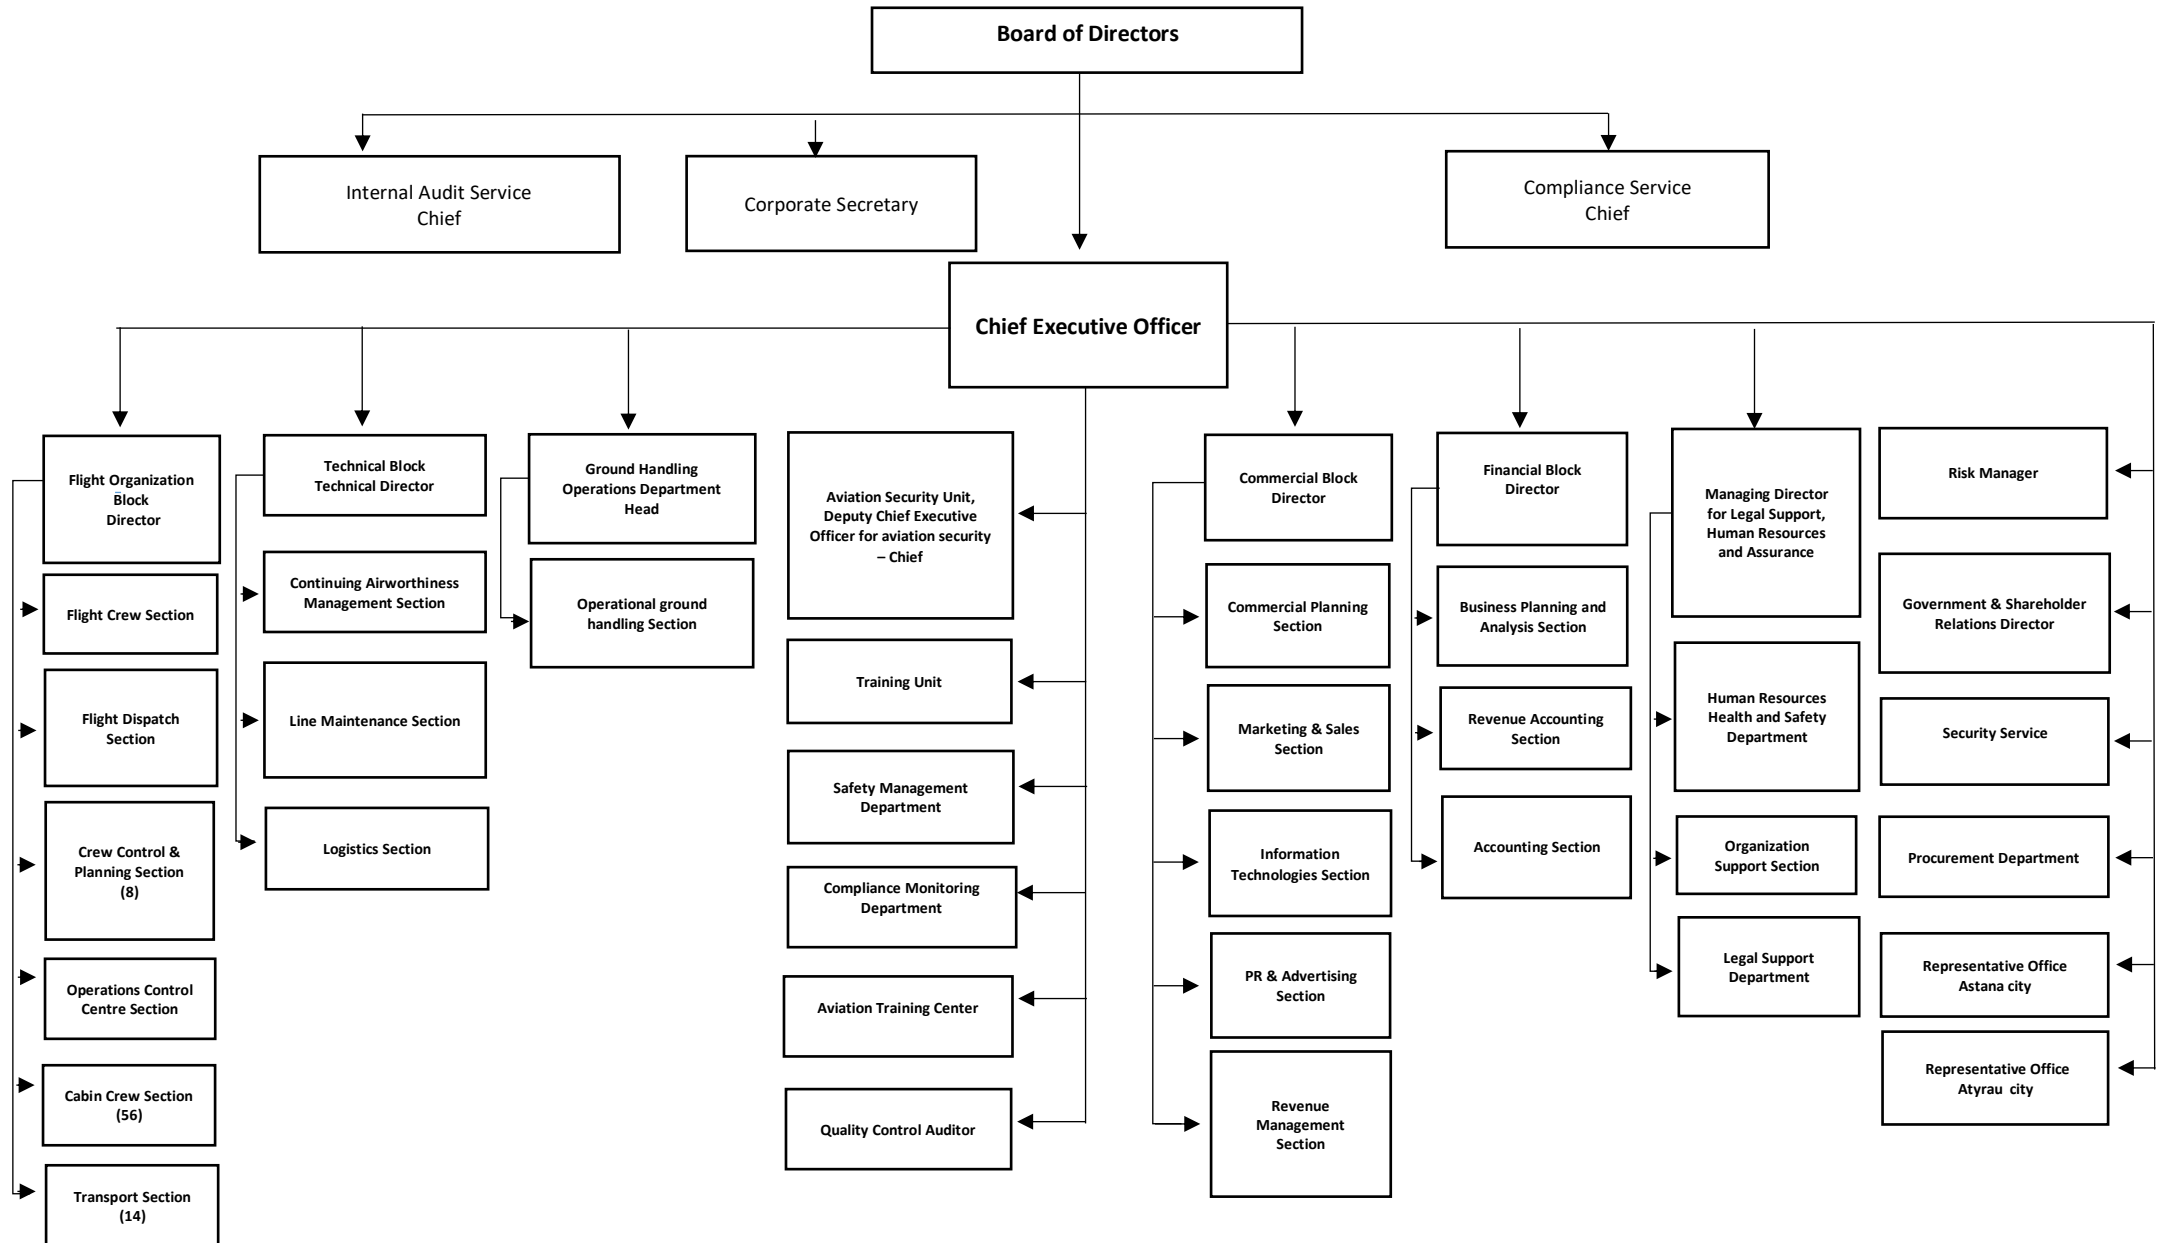 Board of Directors
Internal Audit Service
Chief
Corporate Secretary
Compliance Service
Chief
Chief Executive Officer
Flight Organization
Block
Director
Flight Crew Section
Flight Dispatch
Section
Crew Control &
Planning Section
(8)
Operations Control
Centre Section
Cabin Crew Section
(56)
Transport Section
(14)
Technical Block
Technical Director
Continuing Airworthiness
Management Section
Line Maintenance Section
Logistics Section
Ground Handling
Operations Department
Head
Operational ground
handling Section
Aviation Security Unit,
Deputy Chief Executive
Officer for aviation security
– Chief
Training Unit
Safety Management
Department
Compliance Monitoring
Department
Aviation Training Center
Quality Control Auditor
Commercial Block
Director
Commercial Planning
Section
Marketing & Sales
Section
Information
Technologies Section
PR & Advertising
Section
Revenue
Management
Section
Financial Block
Director
Business Planning and
Analysis Section
Revenue Accounting
Section
Accounting Section
Managing Director
for Legal Support,
Human Resources
and Assurance
Human Resources
Health and Safety
Department
Organization
Support Section
Legal Support
Department
Risk Manager
Government & Shareholder
Relations Director
Security Service
Procurement Department
Representative Office
Astana city
Representative Office
Atyrau city